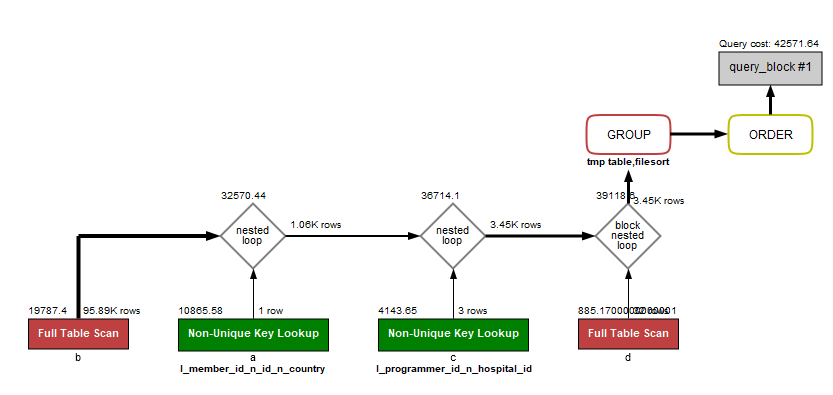 Query cost: 42571.64
query_block #1
GROUP
ORDER
tmp table,filesort
32570.44
36714.1
39118.8
3.45K rows
1.06K rows
3.45K rows
nested
loop
nested
loop
block
nested
loop
19787.4
95.89K rows
10865.58
1 row
4143.65
3 rows
rows
Full Table Scan
Non-Unique Key Lookup
Non-Unique Key Lookup
Full Table Scan
b
a
c
d
I_member_id_n_id_n_country
I_programmer_id_n_hospital_id